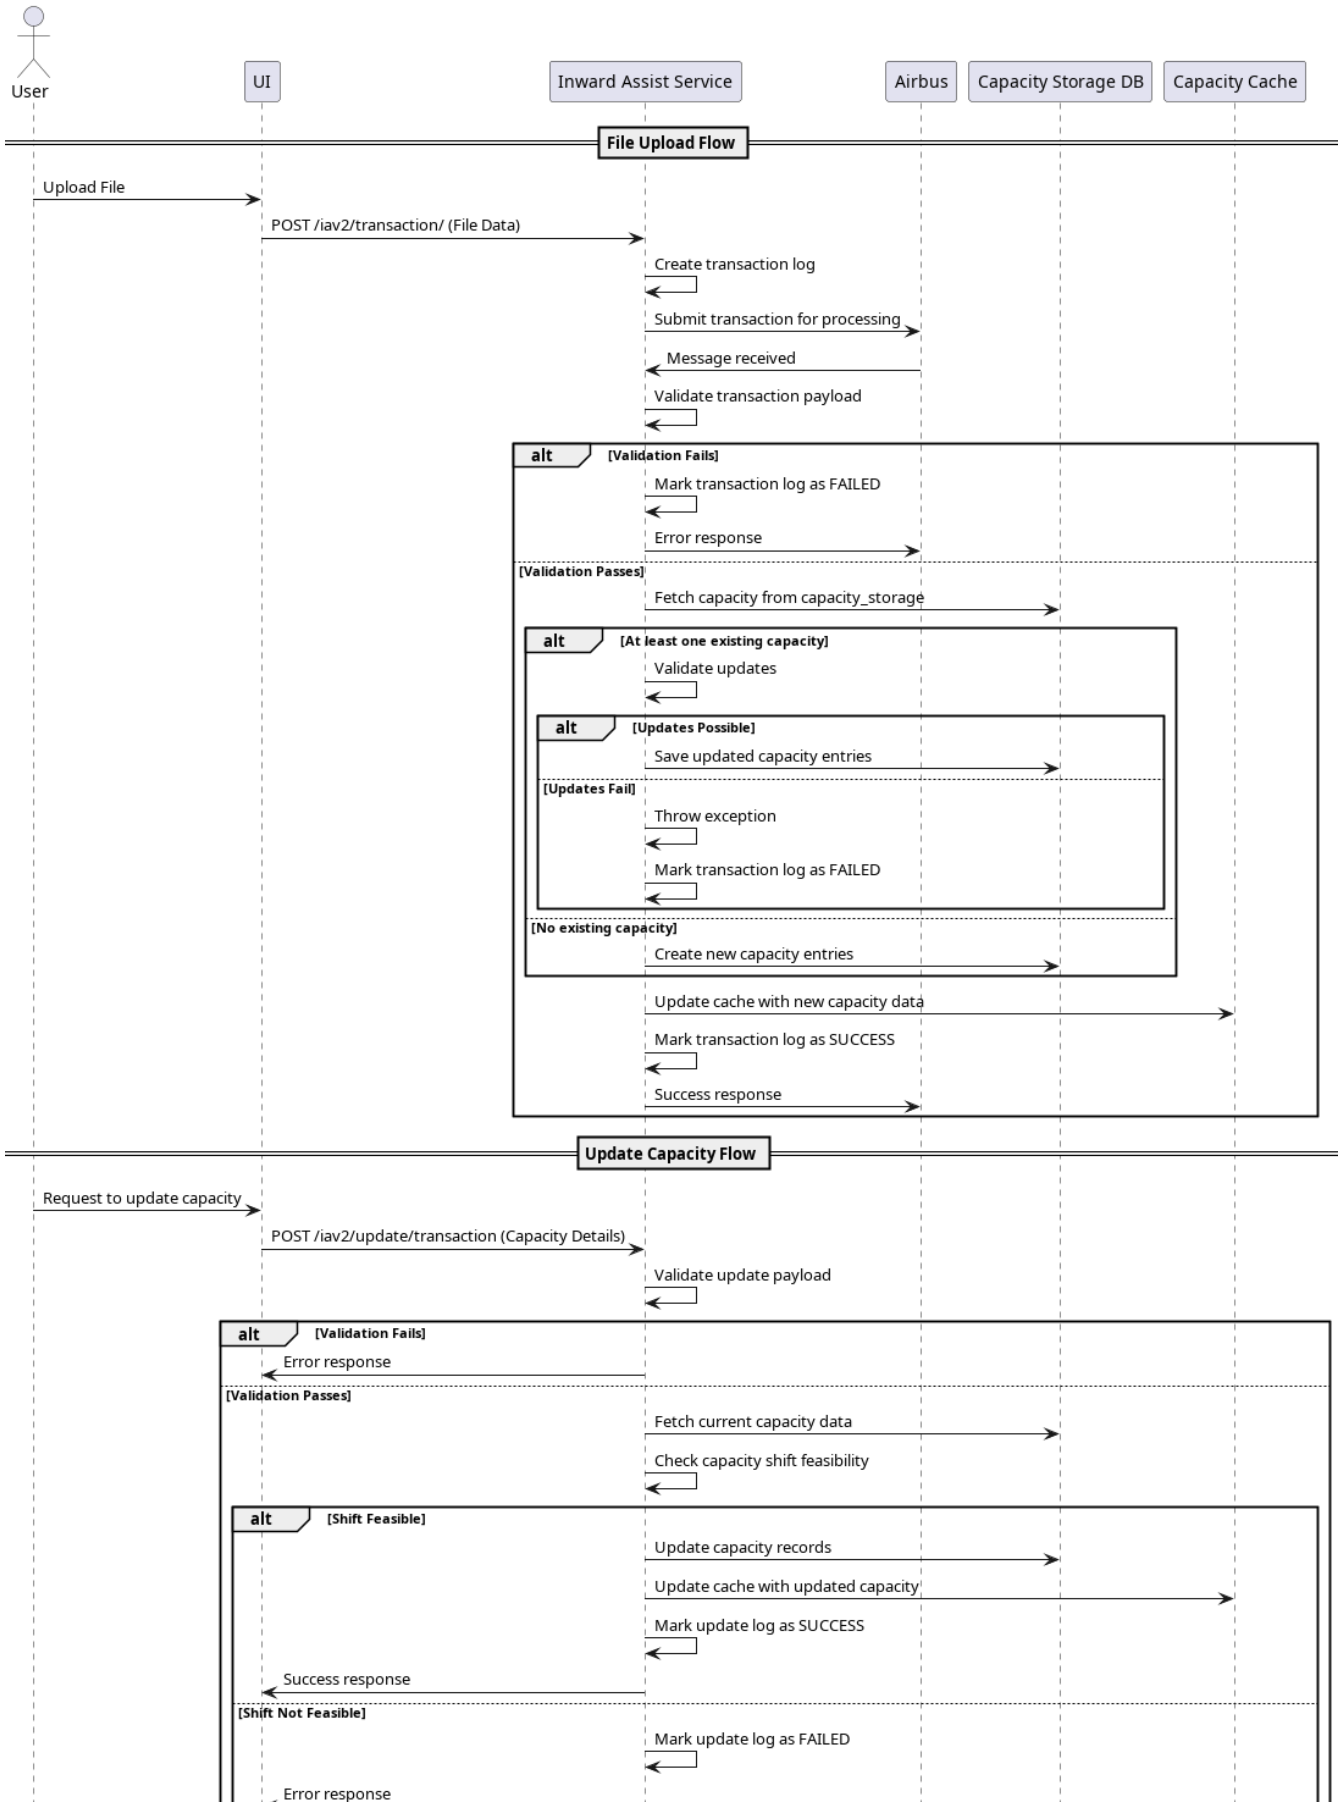 User
UI
Inward Assist Service
Airbus
Capacity Storage DB
Capacity Cache
File Upload Flow
Upload File
POST /iav2/transaction/ (File Data)
Create transaction log
Submit transaction for processing
Message received
Validate transaction payload
alt [Validation Fails]
Mark transaction log as FAILED
Error response
[Validation Passes]
Fetch capacity from capacity_storage
alt [At least one existing capacity]
Validate updates
alt [Updates Possible]
Save updated capacity entries
[Updates Fail]
Throw exception
Mark transaction log as FAILED
[No existing capacity]
Create new capacity entries
Update cache with new capacity data
Mark transaction log as SUCCESS
Success response
Update Capacity Flow
Request to update capacity
POST /iav2/update/transaction (Capacity Details)
Validate update payload
alt [Validation Fails]
Error response
[Validation Passes]
Fetch current capacity data
Check capacity shift feasibility
alt [Shift Feasible]
Update capacity records
Update cache with updated capacity
Mark update log as SUCCESS
Success response
[Shift Not Feasible]
Mark update log as FAILED
Error response